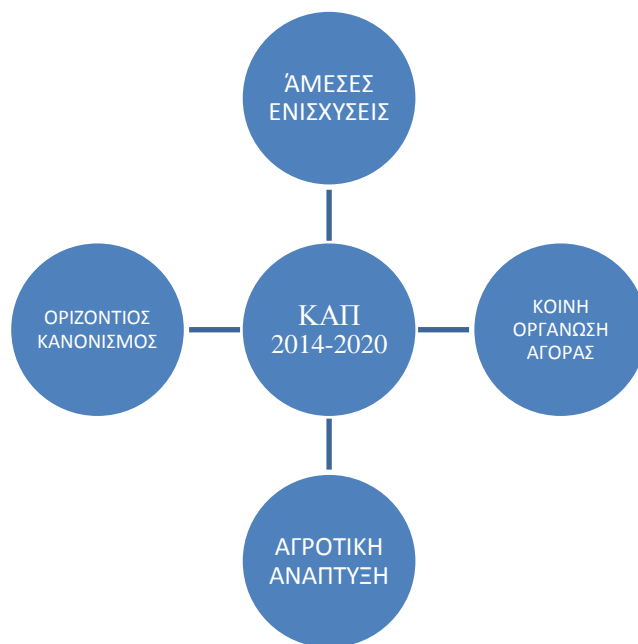 ΆΜΕΣΕΣ
ΕΝΙΣΧΥΣΕΙΣ
ΟΡΙΖΟΝΤΙΟΣ
ΚΑΝΟΝΙΣΜΟΣ
ΚΑΠ
2014-2020
ΚΟΙΝΗ
ΟΡΓΑΝΩΣΗ
ΑΓΟΡΑΣ
ΑΓΡΟΤΙΚΗ
ΑΝΑΠΤΥΞΗ